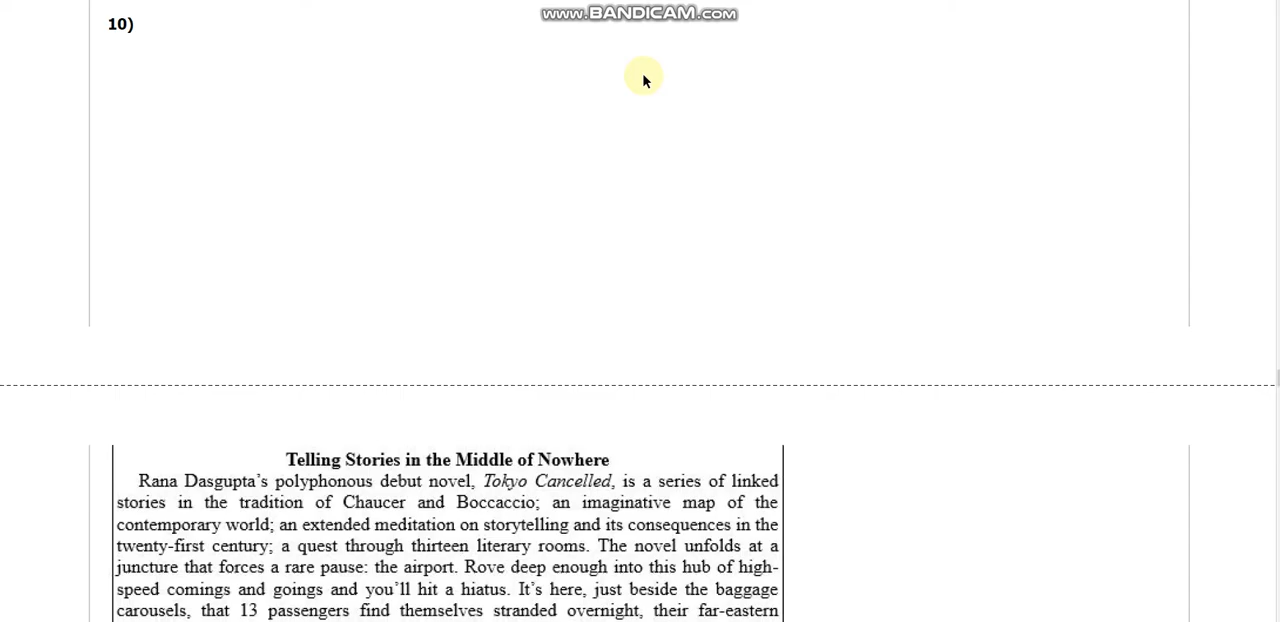 www.BANDICAM.com
10)
Telling Stories in the Middle of Nowhere
Rana Dasgupta's polyphonous debut novel, Tokyo Cancelled, is a series of linked
stories in the tradition of Chaucer and Boccaccio; an imaginative map of the
contemporary world; an extended meditation on storytelling and its consequences in the
twenty-first century; a quest through thirteen literary rooms. The novel unfolds at a
juncture that forces a rare pause: the airport. Rove deep enough into this hub of high-
speed comings and goings and you'll hit a hiatus. It's here, just beside the baggage
carousels, that 13 passengers find themselves stranded overnight, their far-eastern